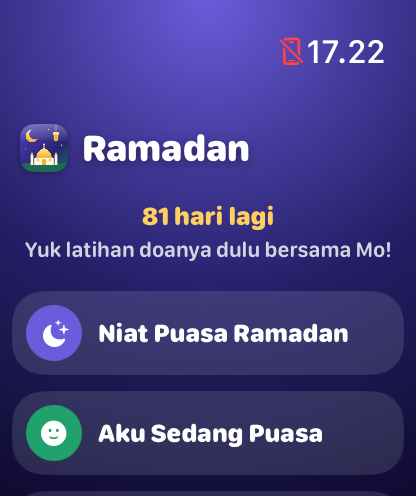 17.22
Ramadan
81 hari lagi
Yuk latihan doanya dulu bersama Mo!
Niat Puasa Ramadan
Aku Sedang Puasa